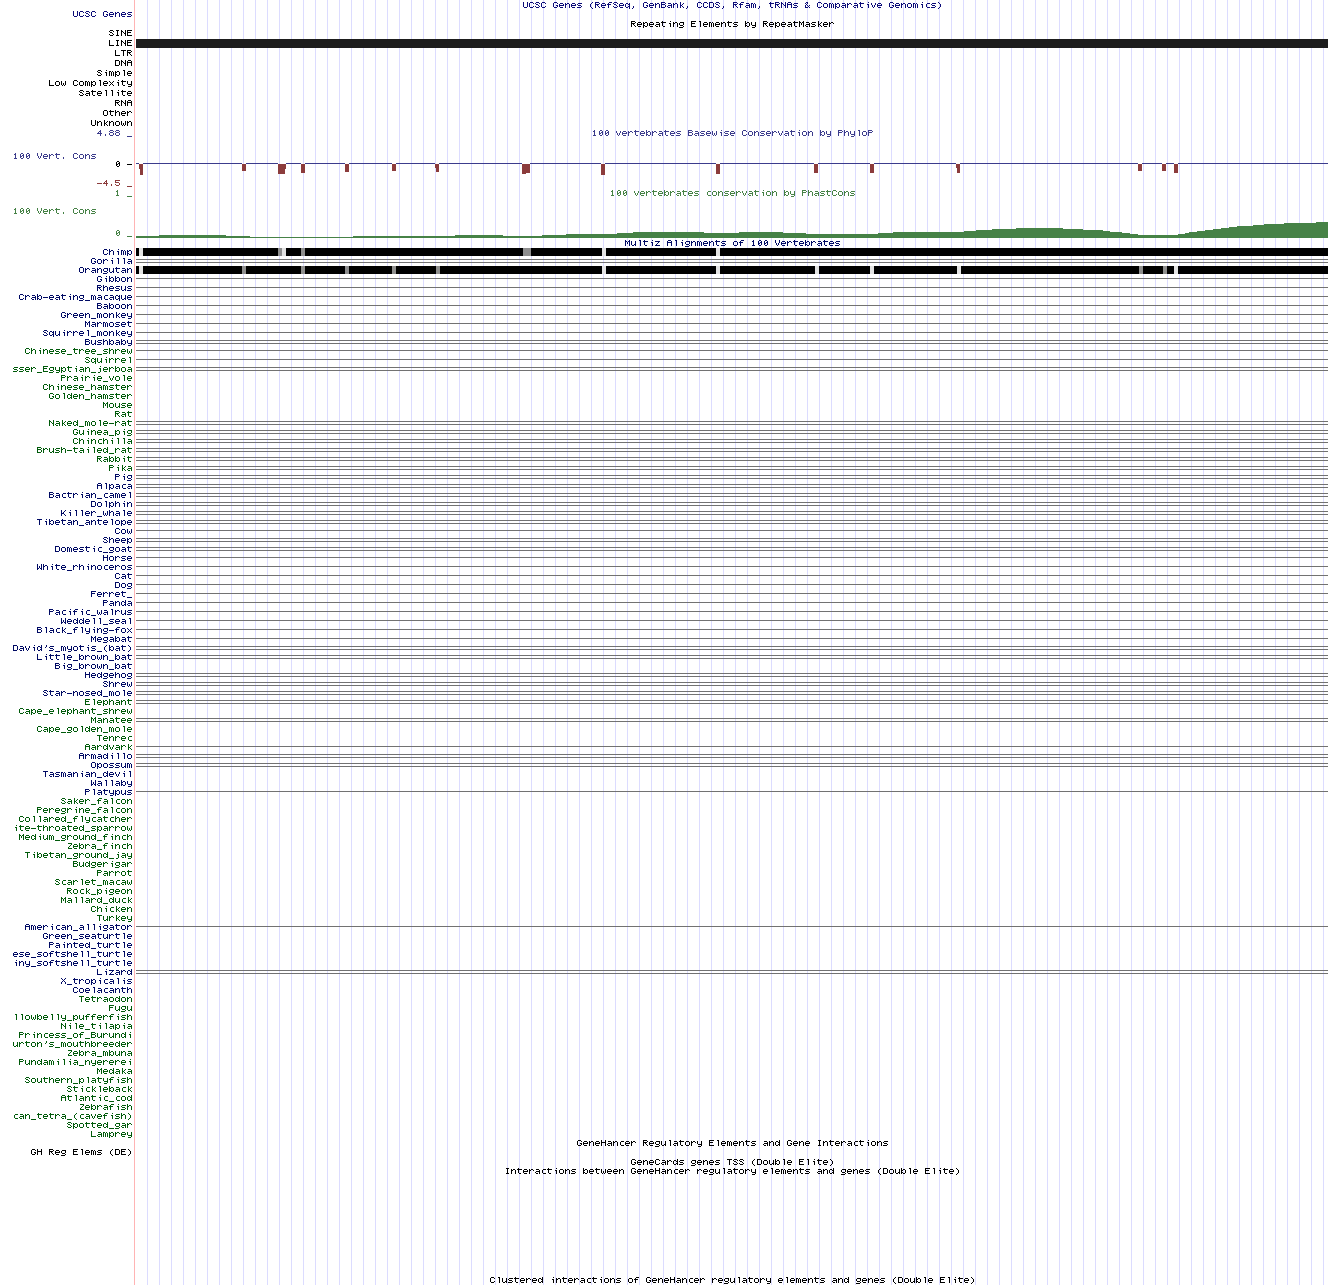 UCSC Genes (RefSeq, GenBank, CCDS, Rfam, tRNAs & Comparative Genomics)
UCSC Genes
Repeating Elements by RepeatMasker
SINE
LINE
LTR
DNA
Simple
Low Complexity
Satellite
RNA
Other
Unknown
4.88 _
100 vertebrates Basewise Conservation by PhyloP
100 Vert. Cons
0 -
-4.5 _
1 _
100 vertebrates conservation by PhastCons
100 Vert. Cons
0 _
Multiz Alignments of 100 Vertebrates
Chimp
Gorilla
Orangutan
Gibbon
Rhesus
Crab-eating_macaque
Baboon
Green_monkey
Marmoset
Squirrel_monkey
Bushbaby
Chinese_tree_shrew
Squirrel
sser_Egyptian_jerboa
Prairie_vole
Chinese_hamster
Golden_hamster
Mouse
Rat
Naked_mole-rat
Guinea_pig
Chinchilla
Brush-tailed_rat
Rabbit
Pika
Pig
Alpaca
Bactrian_camel
Dolphin
Killer_whale
Tibetan_antelope
Cow
Sheep
Domestic_goat
Horse
White_rhinoceros
Cat
Dog
Ferret_
Panda
Pacific_walrus
Weddell_seal
Black_flying-fox
Megabat
David's_myotis_(bat)
Little_brown_bat
Big_brown_bat
Hedgehog
Shrew
Star-nosed_mole
Elephant
Cape_elephant_shrew
Manatee
Cape_golden_mole
Tenrec
Aardvark
Armadillo
Opossum
Tasmanian_devil
Wallaby
Platypus
Saker_falcon
Peregrine_falcon
Collared_flycatcher
ite-throated_sparrow
Medium_ground_finch
Zebra_finch
Tibetan_ground_jay
Budgerigar
Parrot
Scarlet_macaw
Rock_pigeon
Mallard_duck
Chicken
Turkey
American_alligator
Green_seaturtle
Painted_turtle
ese_softshell_turtle
iny_softshell_turtle
Lizard
X_tropicalis
Coelacanth
Tetraodon
Fugu
llowbelly_pufferfish
Nile_tilapia
Princess_of_Burundi
urton's_mouthbreeder
Zebra_mbuna
Pundamilia_nyererei
Medaka
Southern_platyfish
Stickleback
Atlantic_cod
Zebrafish
can_tetra_(cavefish)
Spotted_gar
Lamprey
GeneHancer Regulatory Elements and Gene Interactions
GH Reg Elems (DE)
GeneCards genes TSS (Double Elite)
Interactions between GeneHancer regulatory elements and genes (Double Elite)
Clustered interactions of GeneHancer regulatory elements and genes (Double Elite)